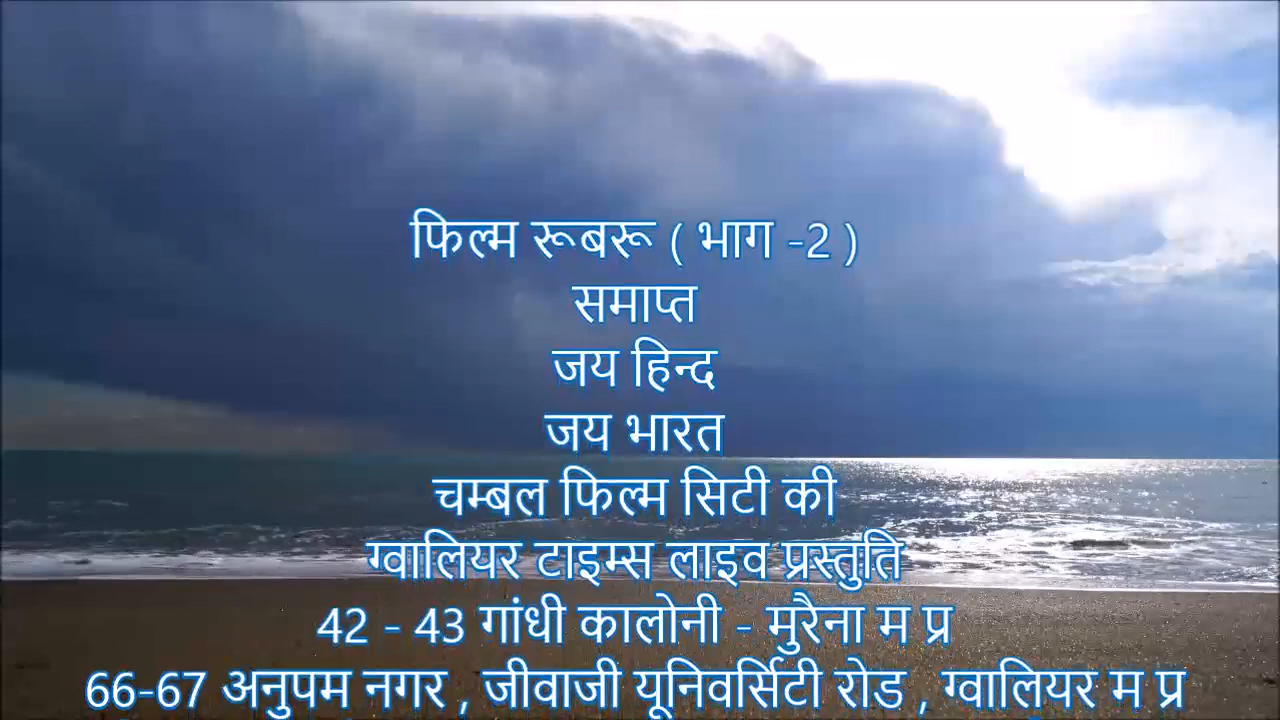 फिल्म रूबरू ( भाग -2 )
समाप्त
जय हिन्द
जय भारत
चम्बल फिल्म सिटी की
ग्वालियर टाइम्स लाइव प्रस्तुति
42 - 43 गांधी कालोनी - मुरैना म प्र
66-67 अनुपम नगर , जीवाजी यूनिवर्सिटी रोड , ग्वालियर म प्र